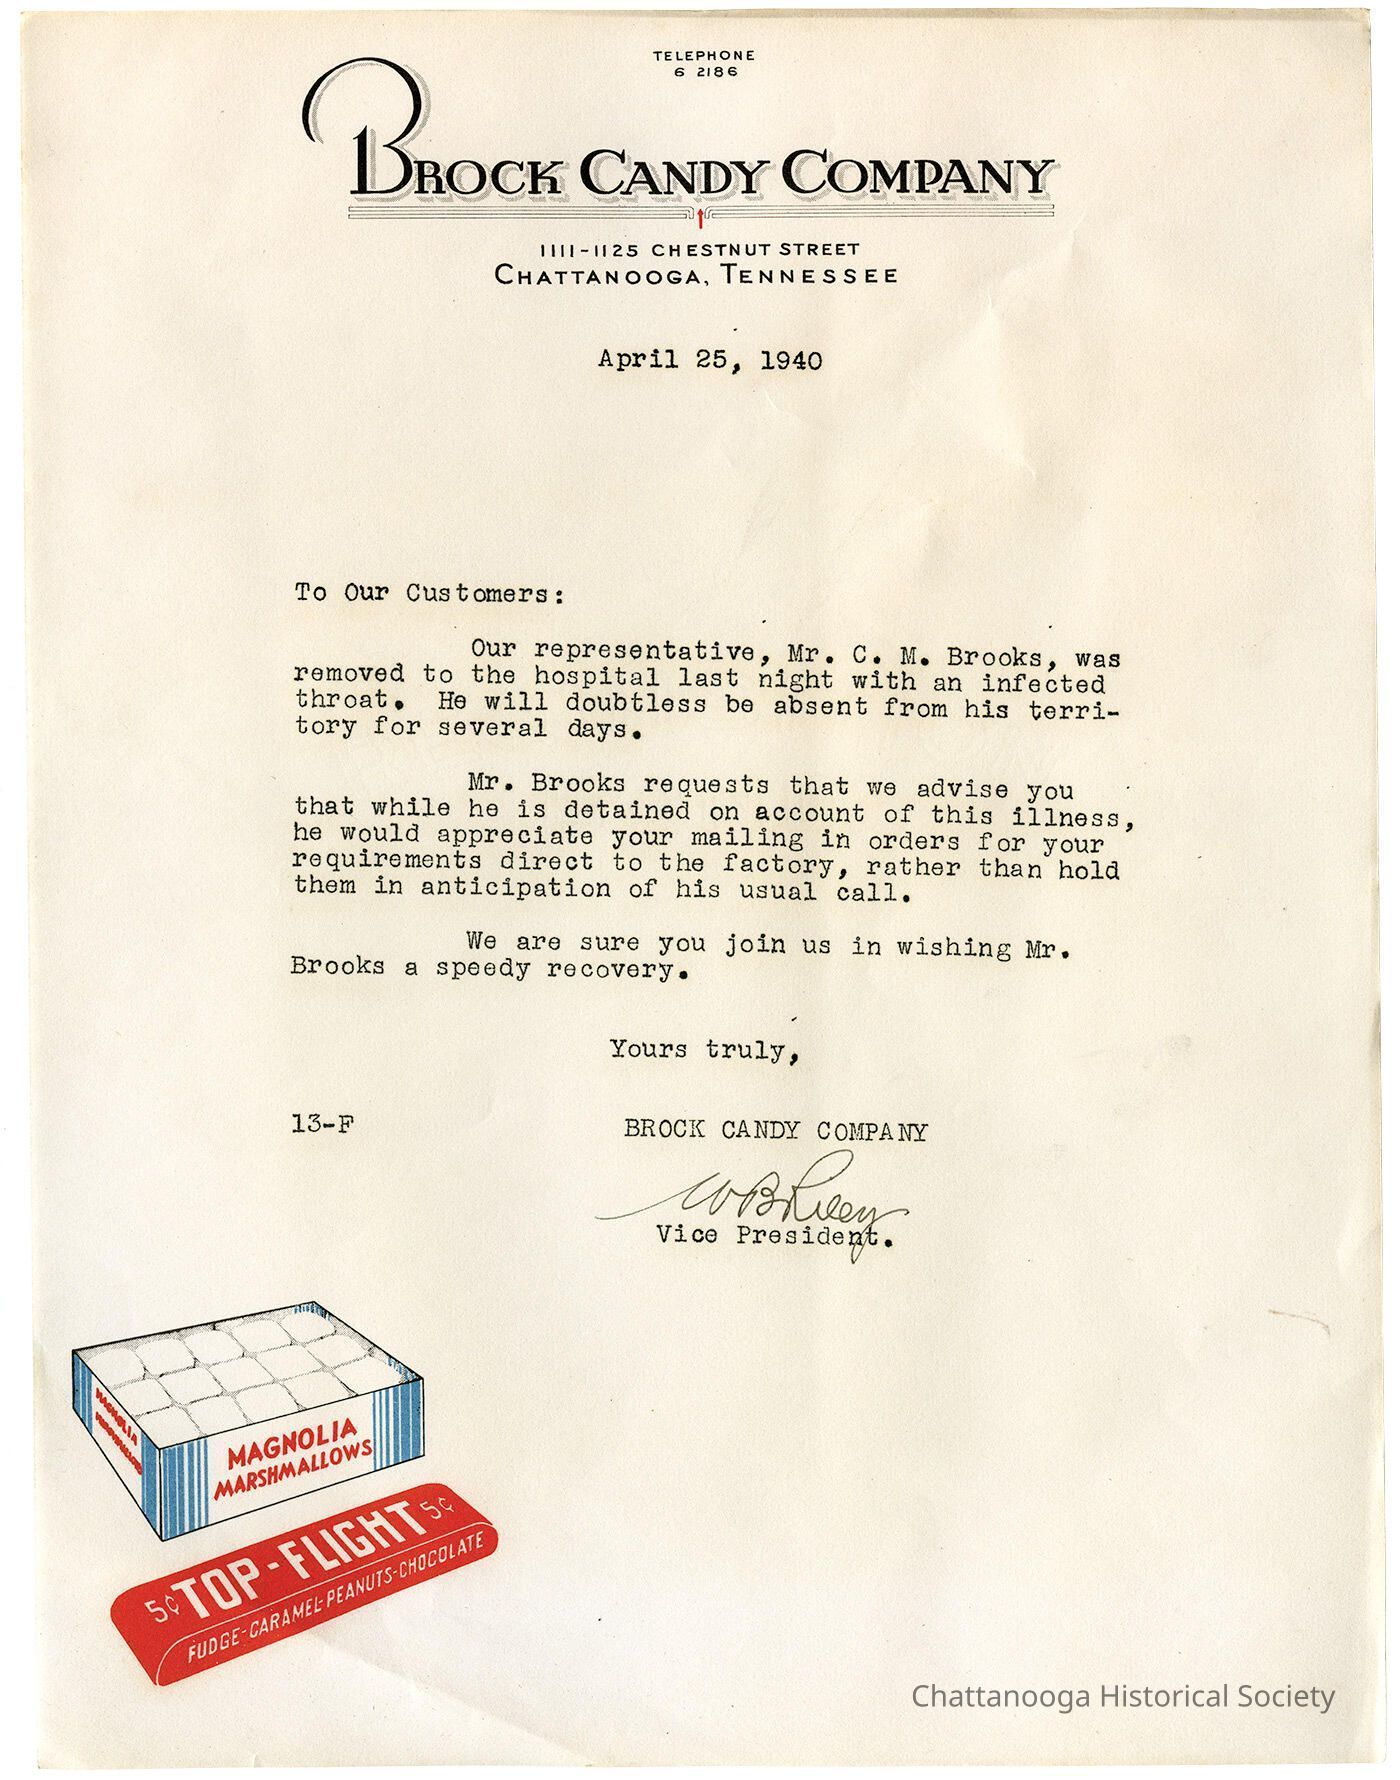 TELEPHONE
6 2186
BROCK CANDY COMPANY
1111-1125 CHESTNUT STREET
CHATTANOOGA, TENNESSEE
April 25, 1940
To Our Customers:
Our representative, Mr. C. M. Brooks, was
removed to the hospital last night with an infected
throat. He will doubtless be absent from his terri-
tory for several days.
Mr. Brooks requests that we advise you
that while he is detained on account of this illness,
he would appreciate your mailing in orders for your
requirements direct to the factory, rather than hold
them in anticipation of his usual call.
We are sure you join us in wishing Mr.
Brooks a speedy recovery.
Yours truly,
13-F
BROCK CANDY COMPANY
WB Riley
Vice President.
MAGNOLIA
MARSHMALLOWS
MAGNOLIA
MARSHMALLOWS
5¢ TOP-FLIGHT 5¢
FUDGE-CARAMEL-PEANUTS-CHOCOLATE
Chattanooga Historical Society